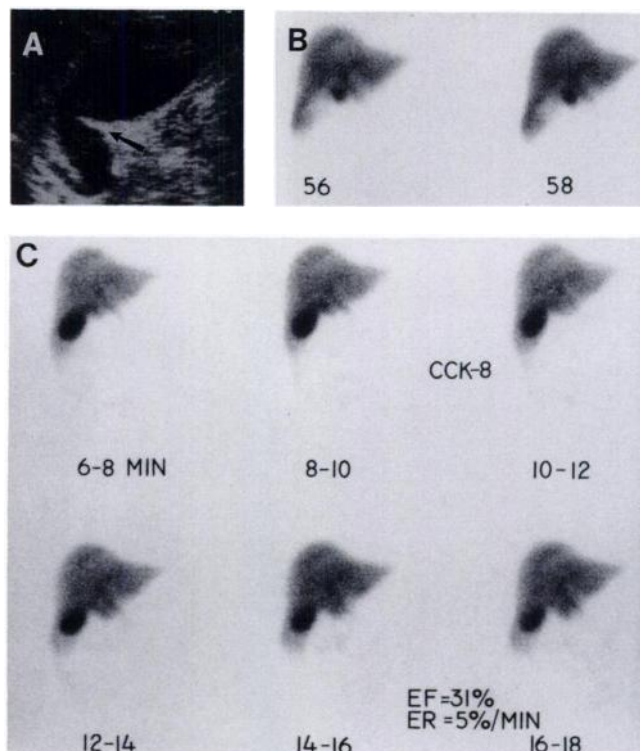 A
B
56 58
C
CCK-8
6-8 MIN 8-10 10-12
EF=31%
ER=5%/MIN
12-14 14-16 16-18